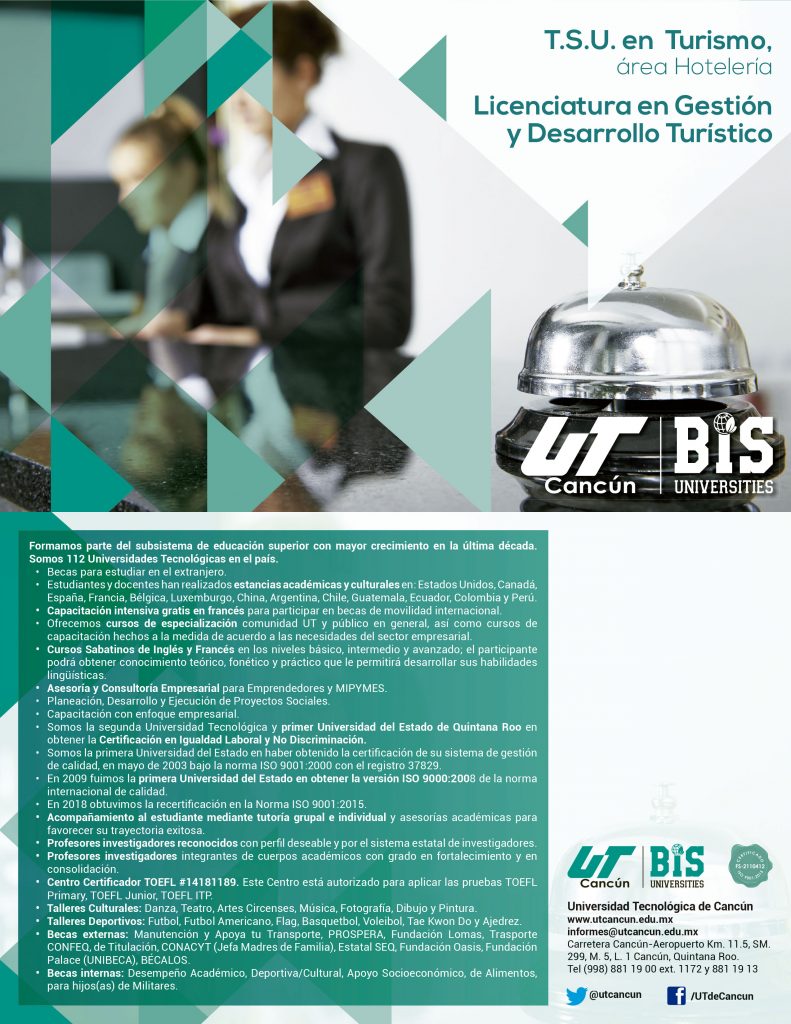 T.S.U. en Turismo,
área Hotelería
Licenciatura en Gestión
y Desarrollo Turístico
UT
Cancún
BIS
UNIVERSITIES
Formamos parte del subsistema de educación superior con mayor crecimiento en la última década.
Somos 112 Universidades Tecnológicas en el país.
• Becas para estudiar en el extranjero.
• Estudiantes y docentes han realizados estancias académicas y culturales en: Estados Unidos, Canadá,
España, Francia, Bélgica, Luxemburgo, China, Argentina, Chile, Guatemala, Ecuador, Colombia y Perú.
• Capacitación intensiva gratis en francés para participar en becas de movilidad internacional.
• Ofrecemos cursos de especialización comunidad UT y público en general, así como cursos de
capacitación hechos a la medida de acuerdo a las necesidades del sector empresarial.
• Cursos Sabatinos de Inglés y Francés en los niveles básico, intermedio y avanzado; el participante
podrá obtener conocimiento teórico, fonético y práctico que le permitirá desarrollar sus habilidades
lingüísticas.
• Asesoría y Consultoría Empresarial para Emprendedores y MIPYMES.
• Planeación, Desarrollo y Ejecución de Proyectos Sociales.
• Capacitación con enfoque empresarial.
• Somos la segunda Universidad Tecnológica y primer Universidad del Estado de Quintana Roo en
obtener la Certificación en Igualdad Laboral y No Discriminación.
• Somos la primera Universidad del Estado en haber obtenido la certificación de su sistema de gestión
de calidad, en mayo de 2003 bajo la norma ISO 9001:2000 con el registro 37829.
• En 2009 fuimos la primera Universidad del Estado en obtener la versión ISO 9000:2008 de la norma
internacional de calidad.
• En 2018 obtuvimos la recertificación en la Norma ISO 9001:2015.
• Acompañamiento al estudiante mediante tutoría grupal e individual y asesorías académicas para
favorecer su trayectoria exitosa.
• Profesores investigadores reconocidos con perfil deseable y por el sistema estatal de investigadores.
• Profesores investigadores integrantes de cuerpos académicos con grado en fortalecimiento y en
consolidación.
• Centro Certificador TOEFL #14181189. Este Centro está autorizado para aplicar las pruebas TOEFL
Primary, TOEFL Junior, TOEFL ITP.
• Talleres Culturales: Danza, Teatro, Artes Circenses, Música, Fotografía, Dibujo y Pintura.
• Talleres Deportivos: Futbol, Futbol Americano, Flag, Basquetbol, Voleibol, Tae Kwon Do y Ajedrez.
• Becas externas: Manutención y Apoya tu Transporte, PROSPERA, Fundación Lomas, Trasporte
CONFEQ, de Titulación, CONACYT (Jefa Madres de Familia), Estatal SEQ, Fundación Oasis, Fundación
Palace (UNIBECA), BÉCALOS.
• Becas internas: Desempeño Académico, Deportiva/Cultural, Apoyo Socioeconómico, de Alimentos,
para hijos(as) de Militares.
UT
Cancún
BIS
UNIVERSITIES
FS-2110412
Universidad Tecnológica de Cancún
www.utcancun.edu.mx
informes@utcancun.edu.mx
Carretera Cancún-Aeropuerto Km. 11.5, SM.
299, M. 5, L. 1 Cancún, Quintana Roo.
Tel (998) 881 19 00 ext. 1172 y 881 19 13
@utcancun
/UTdeCancun